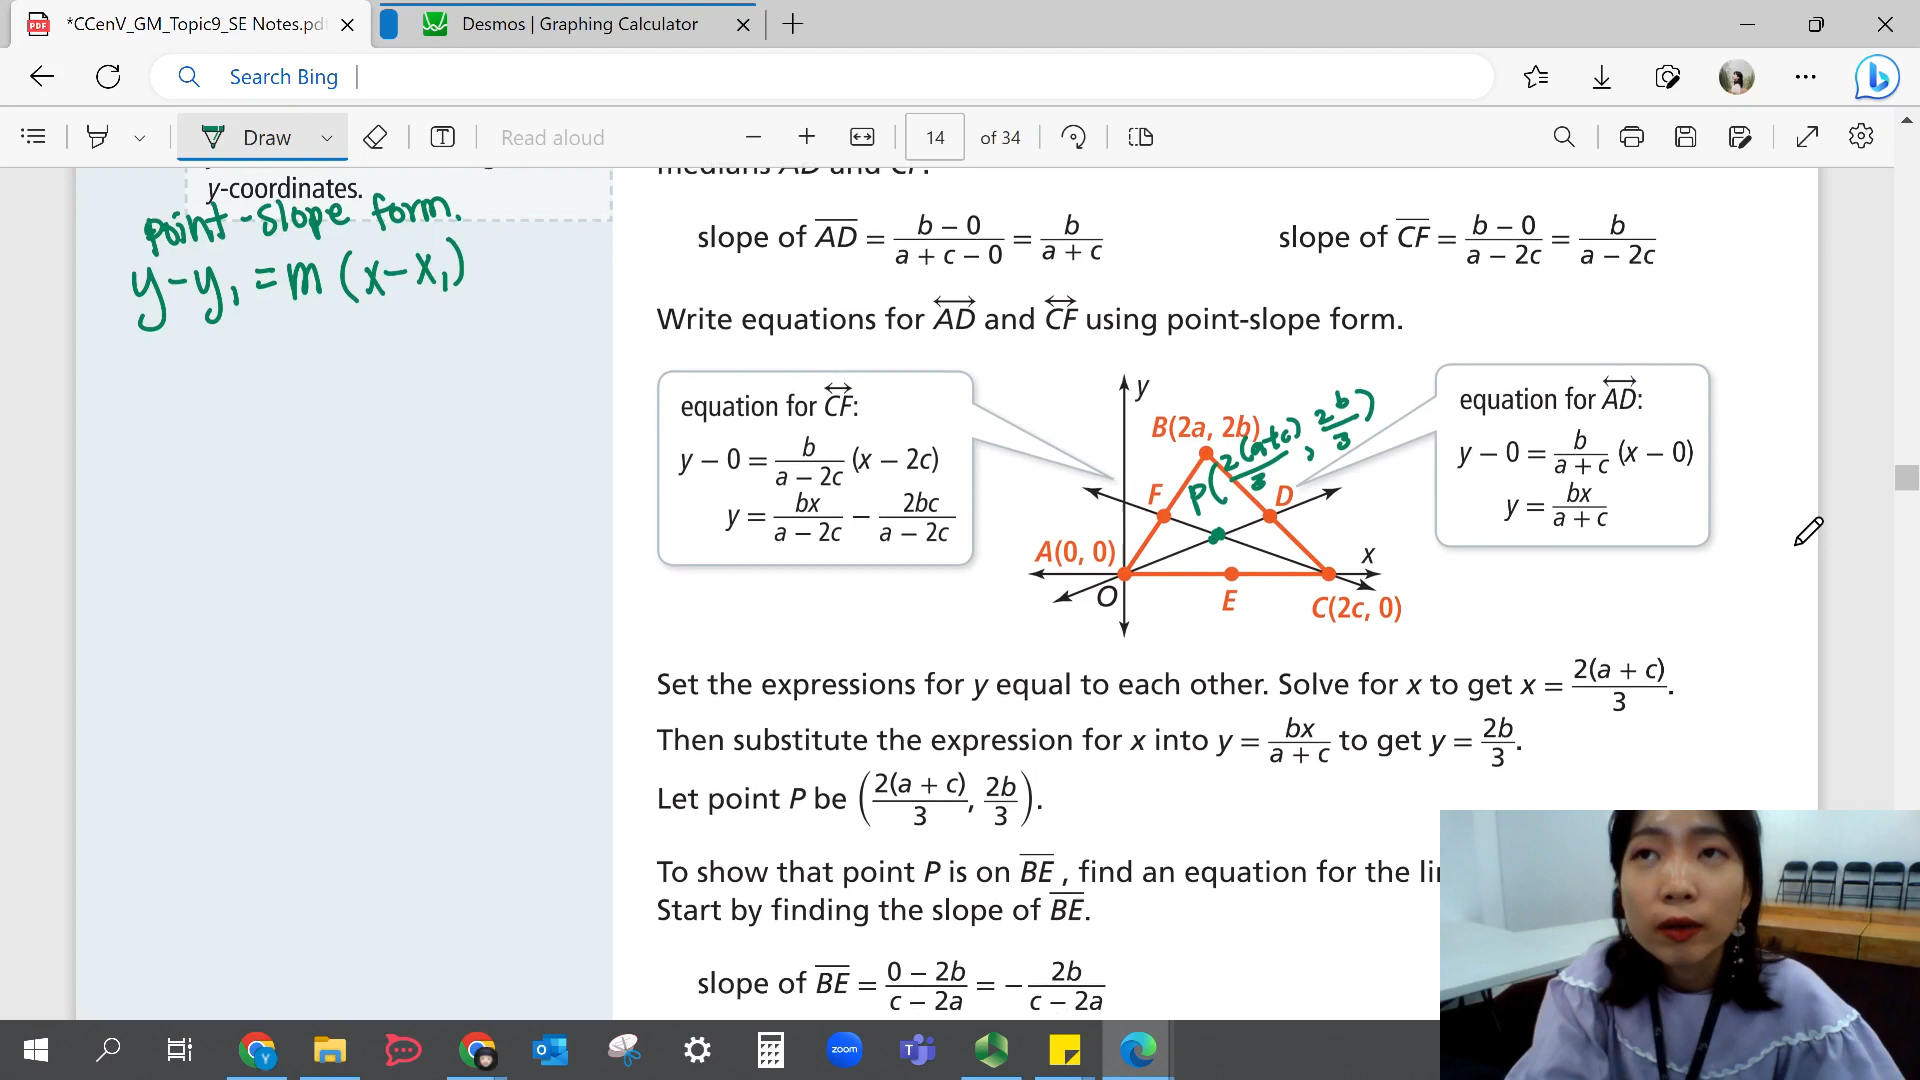 *CCenV_GM_Topic9_SE Notes.pdf
Desmos | Graphing Calculator
Search Bing
Draw
Read aloud
14 of 34
y-coordinates.
point-slope form.
y-y₁ = m (x-x₁)
medians AD and CF.
slope of AD = (b − 0)/(a + c − 0) = b/(a + c)
slope of CF = (b − 0)/(a − 2c) = b/(a − 2c)
Write equations for AD and CF using point-slope form.
equation for CF:
y − 0 = b/(a − 2c) (x − 2c)
y = bx/(a − 2c) − 2bc/(a − 2c)
y
B(2a, 2b)
P(2(a+c)/3, 2b/3)
F
D
A(0, 0)
x
O
E
C(2c, 0)
equation for AD:
y − 0 = b/(a + c) (x − 0)
y = bx/(a + c)
Set the expressions for y equal to each other. Solve for x to get x = 2(a + c)/3.
Then substitute the expression for x into y = bx/(a + c) to get y = 2b/3.
Let point P be (2(a + c)/3, 2b/3).
To show that point P is on BE, find an equation for the
Start by finding the slope of BE.
slope of BE = (0 − 2b)/(c − 2a) = − 2b/(c − 2a)
zoom